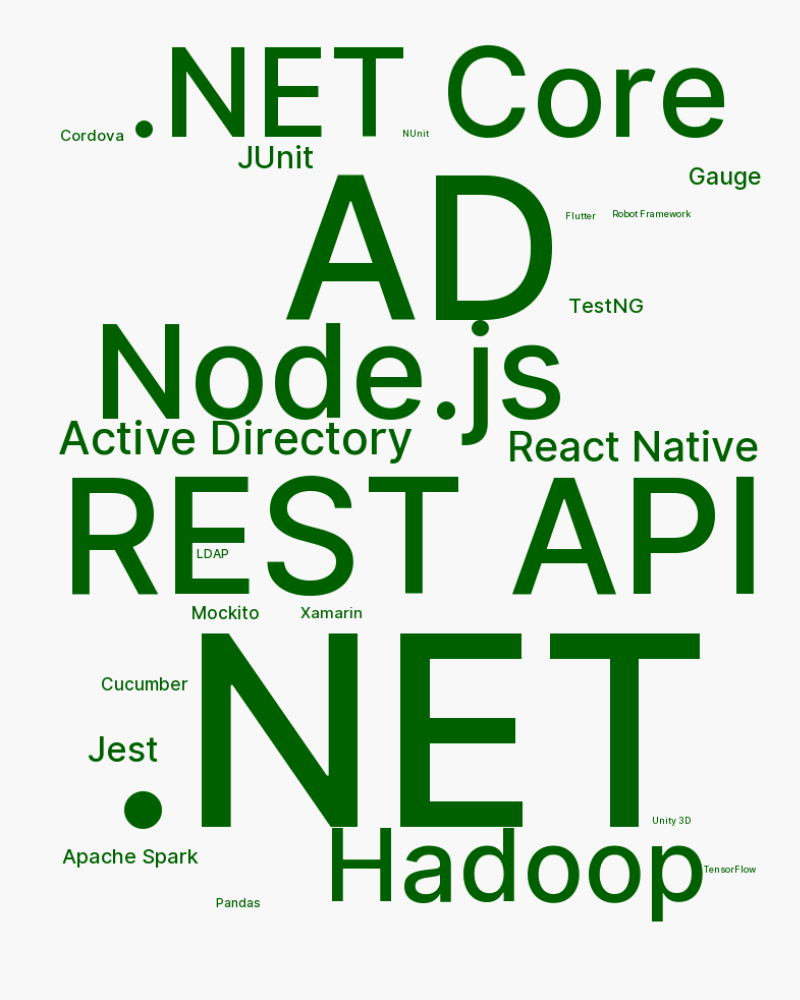 .NET Core
Cordova
NUnit
JUnit
Gauge
AD
Flutter
Robot Framework
TestNG
Node.js
Active Directory
React Native
REST API
LDAP
Mockito
Xamarin
.NET
Cucumber
Jest
Unity 3D
Hadoop
Apache Spark
TensorFlow
Pandas